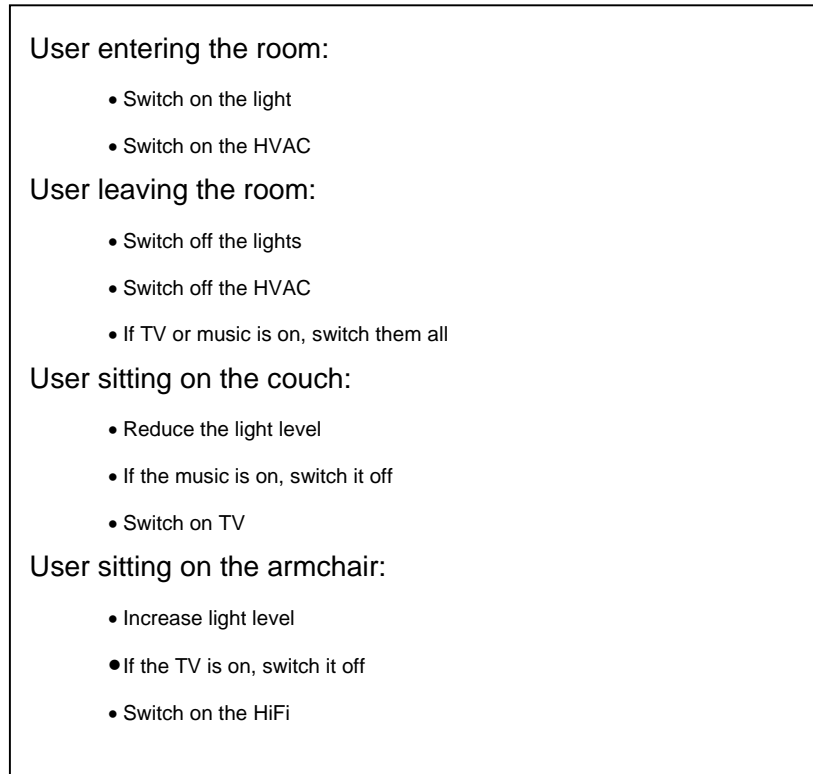 User entering the room:
• Switch on the light
• Switch on the HVAC
User leaving the room:
• Switch off the lights
• Switch off the HVAC
• If TV or music is on, switch them all
User sitting on the couch:
• Reduce the light level
• If the music is on, switch it off
• Switch on TV
User sitting on the armchair:
• Increase light level
•If the TV is on, switch it off
• Switch on the HiFi